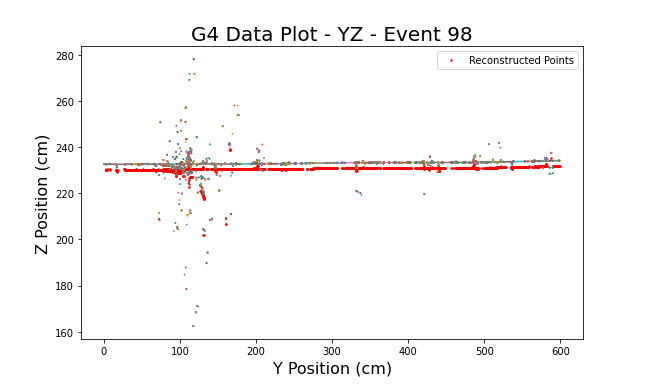 G4 Data Plot - YZ - Event 98
Reconstructed Points
280
260
240
220
200
180
160
Z Position (cm)
0 100 200 300 400 500 600
Y Position (cm)